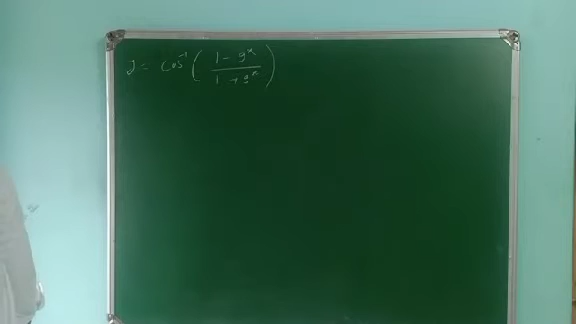 y = Cos⁻¹ ( (1 - 9ˣ) / (1 + 9ˣ) )